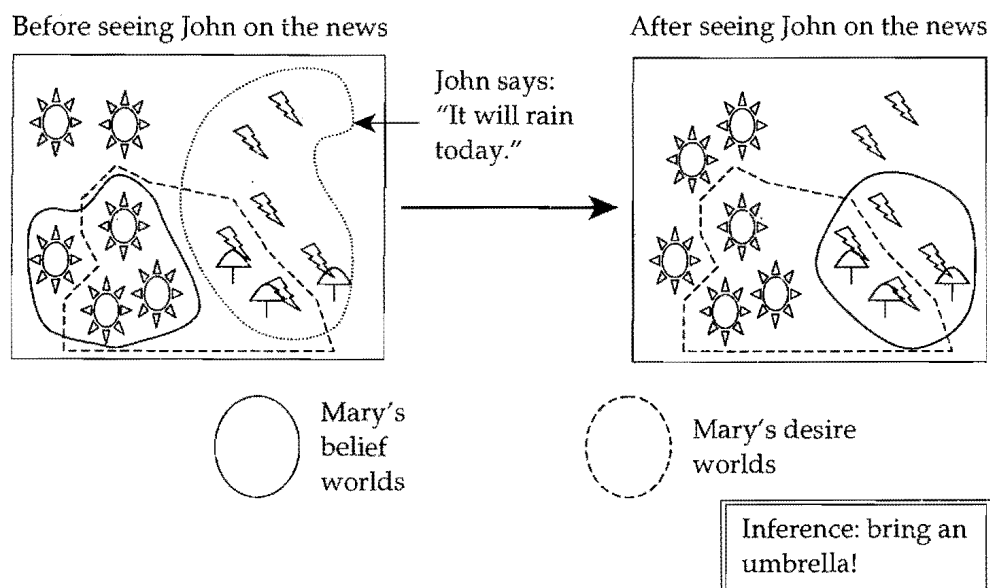 Before seeing John on the news
After seeing John on the news
John says:
"It will rain
today."
Mary's
belief
worlds
Mary's desire
worlds
Inference: bring an
umbrella!